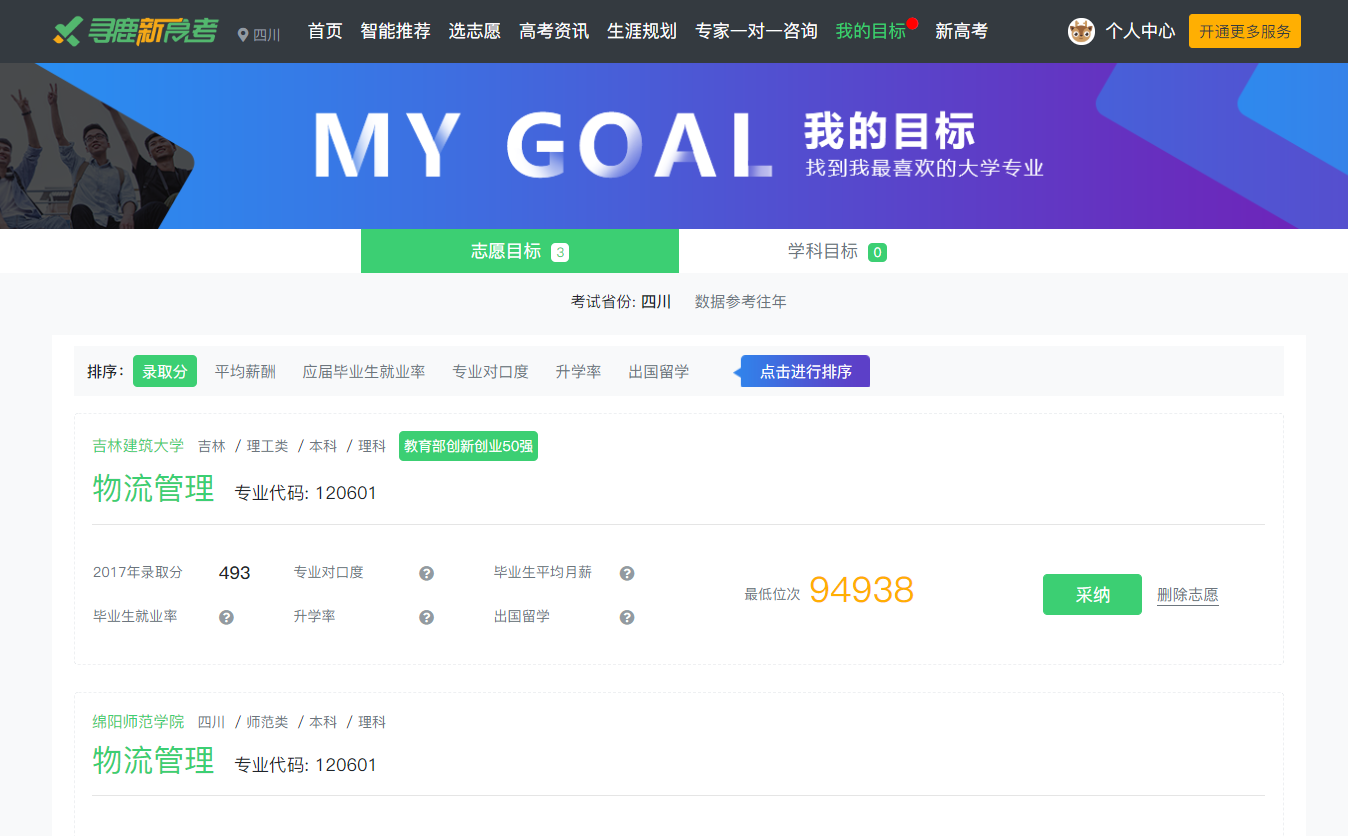 寻鹿新高考 四川 首页 智能推荐 选志愿 高考资讯 生涯规划 专家一对一咨询 我的目标 新高考 个人中心 开通更多服务
MY GOAL 我的目标
找到我最喜欢的大学专业
志愿目标 3 学科目标 0
考试省份: 四川 数据参考往年
排序: 录取分 平均薪酬 应届毕业生就业率 专业对口度 升学率 出国留学 点击进行排序
吉林建筑大学 吉林 / 理工类 / 本科 / 理科 教育部创新创业50强
物流管理 专业代码: 120601
2017年录取分 493 专业对口度 ? 毕业生平均月薪 ?
最低位次 94938 采纳 删除志愿
毕业生就业率 ? 升学率 ? 出国留学 ?
绵阳师范学院 四川 / 师范类 / 本科 / 理科
物流管理 专业代码: 120601